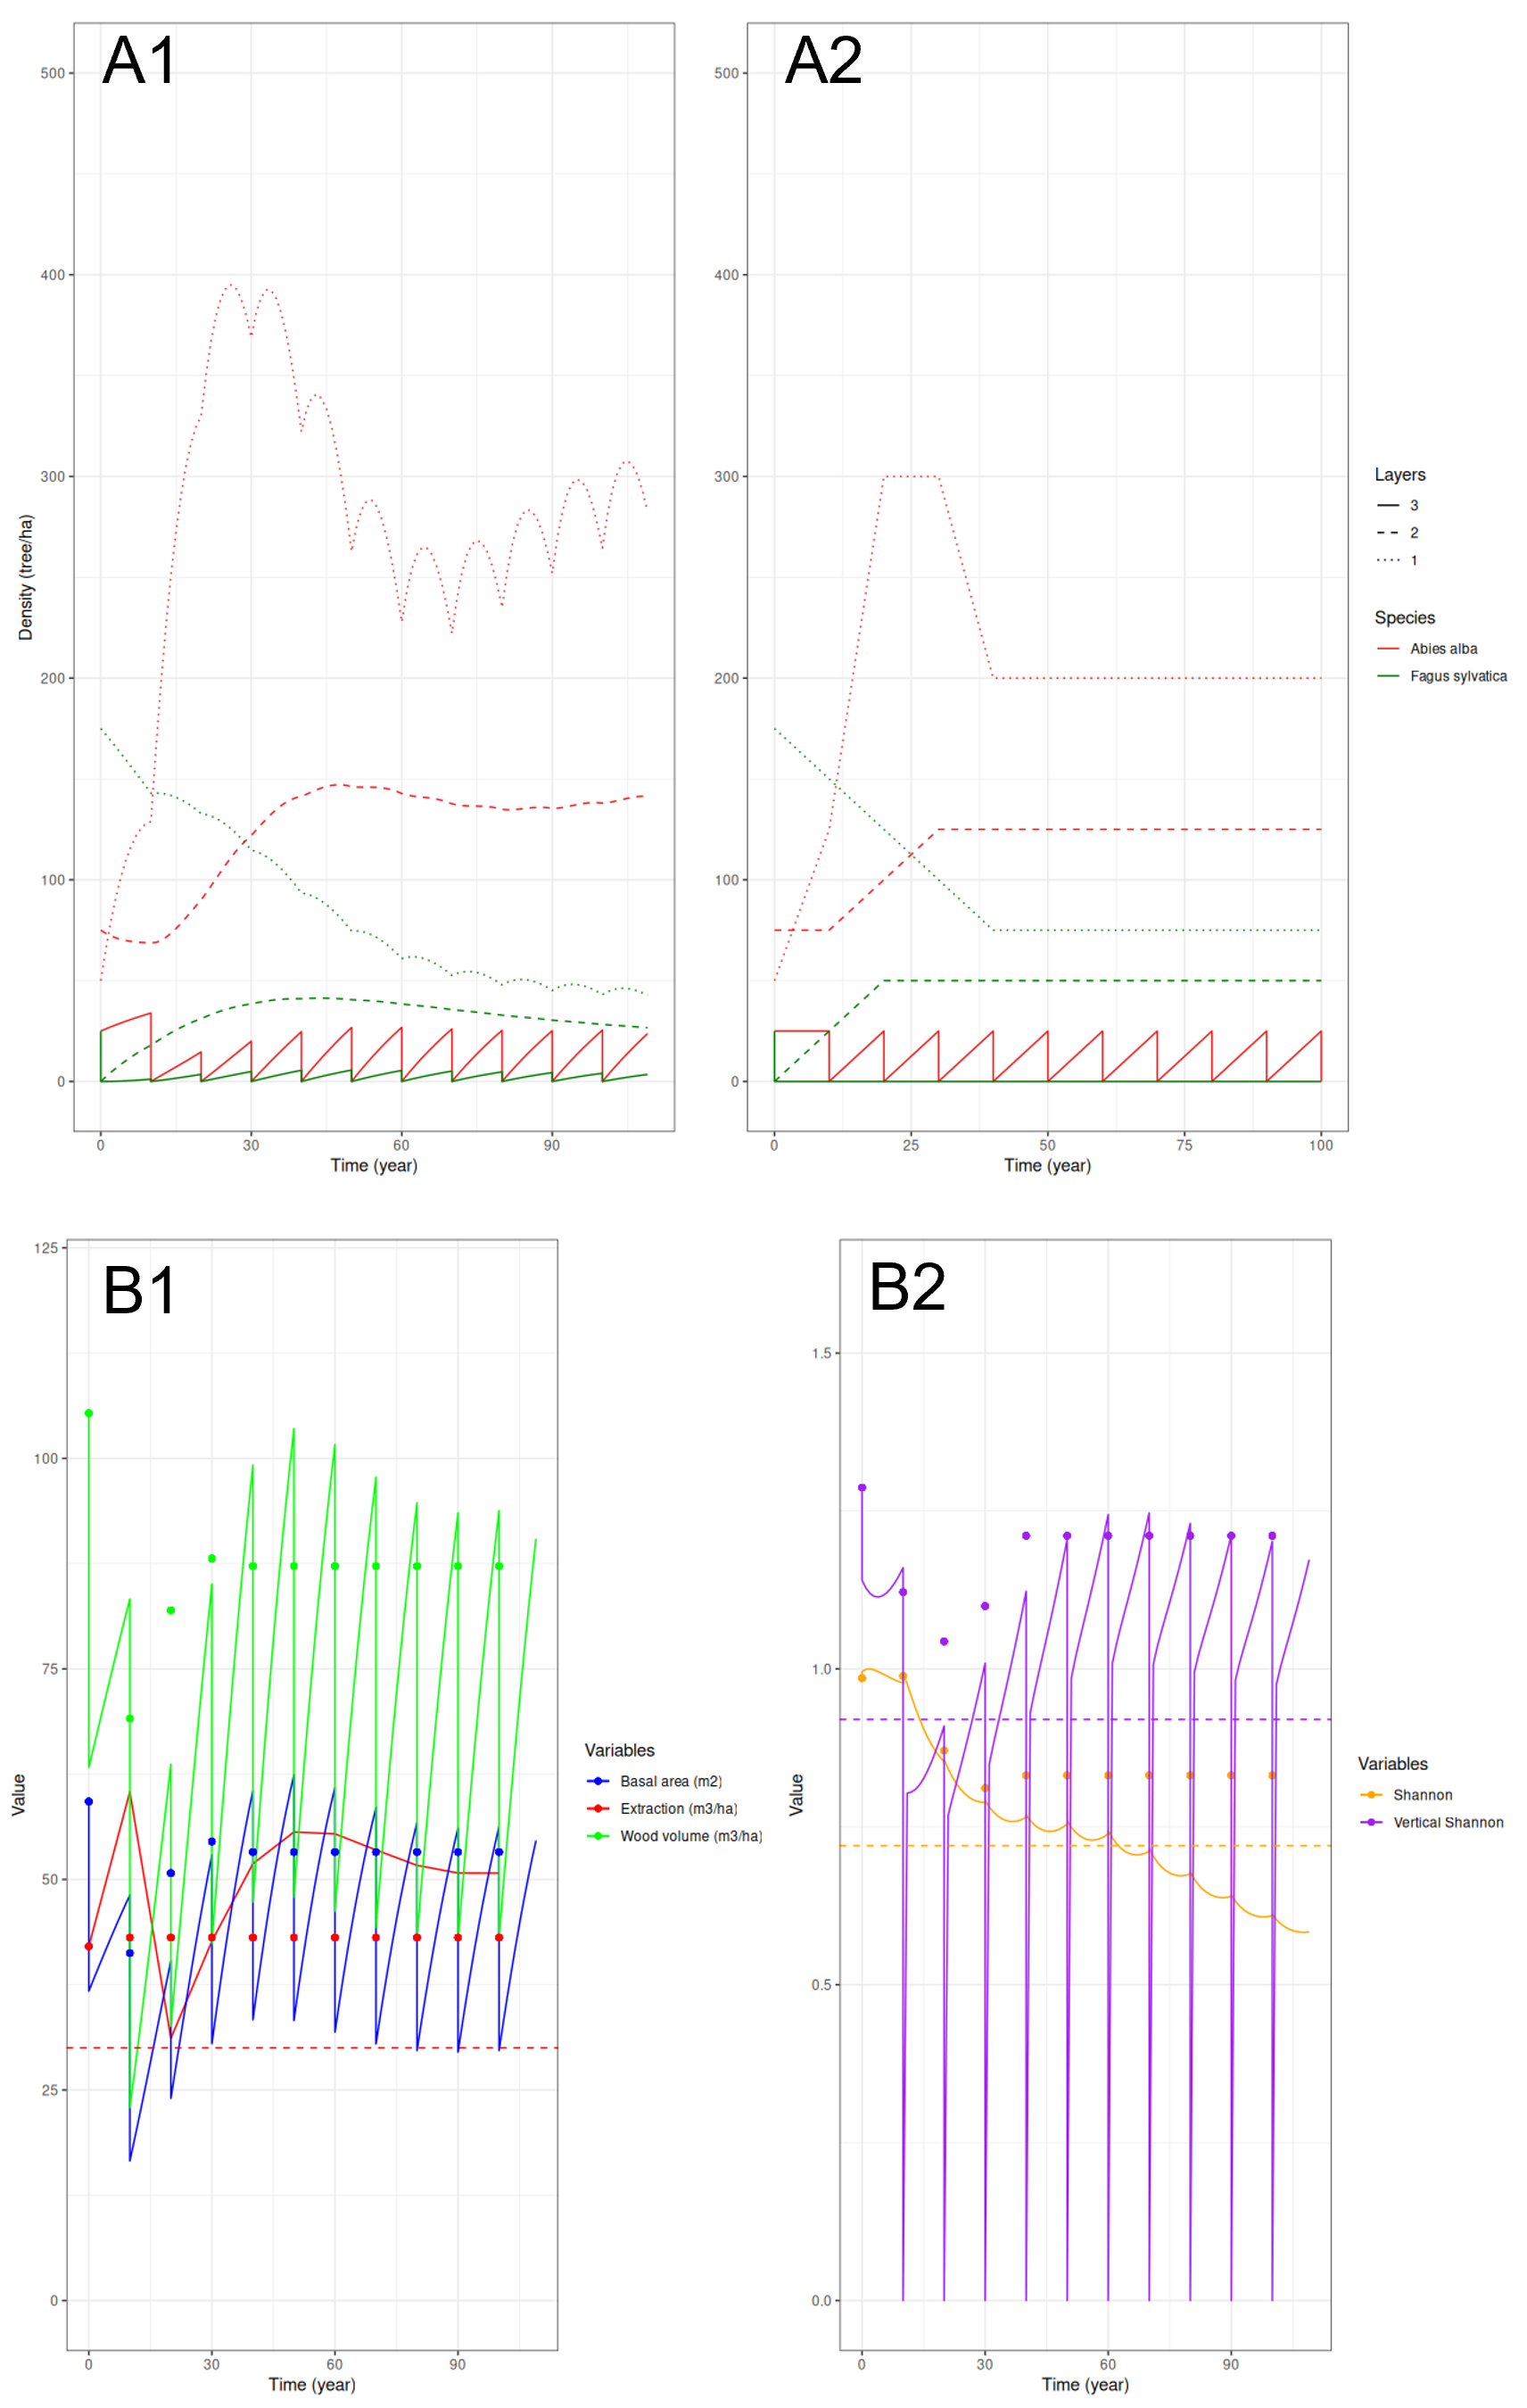 A1
A2
500
400
300
200
100
0
Density (tree/ha)
0 30 60 90
Time (year)
500
400
300
200
100
0
0 25 50 75 100
Time (year)
Layers
3
2
1
Species
Abies alba
Fagus sylvatica
B1
125
100
75
50
25
0
Value
0 30 60 90
Time (year)
Variables
Basal area (m2)
Extraction (m3/ha)
Wood volume (m3/ha)
B2
1.5
1.0
0.5
0.0
Value
0 30 60 90
Time (year)
Variables
Shannon
Vertical Shannon